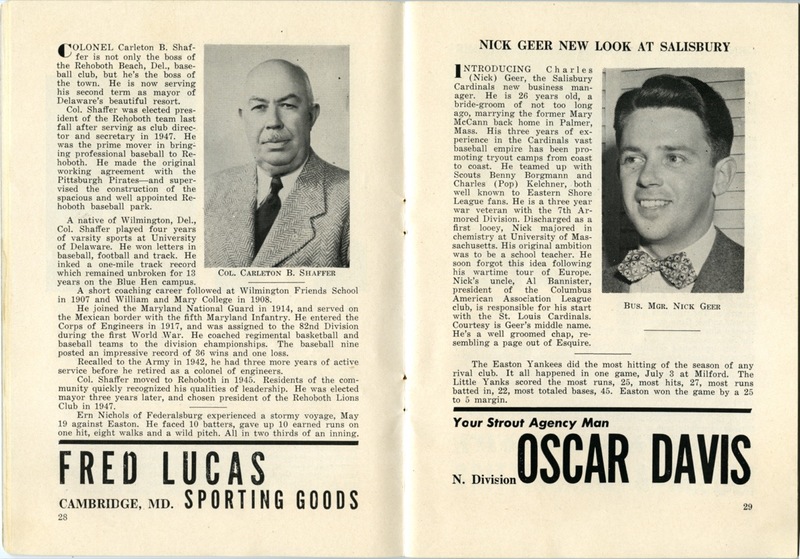 COLONEL Carleton B. Shaf-
fer is not only the boss of
the Rehoboth Beach, Del., base-
ball club, but he's the boss of
the town. He is now serving
his second term as mayor of
Delaware's beautiful resort.
Col. Shaffer was elected presi-
dent of the Rehoboth team last
fall after serving as club direc-
tor and secretary in 1947. He
was the prime mover in bring-
ing professional baseball to Re-
hoboth. He made the original
working agreement with the
Pittsburgh Pirates—and super-
vised the construction of the
spacious and well appointed Re-
hoboth baseball park.
A native of Wilmington, Del.,
Col. Shaffer played four years
of varsity sports at University
of Delaware. He won letters in
baseball, football and track. He
inked a one-mile track record
which remained unbroken for 13
years on the Blue Hen campus.
COL. CARLETON B. SHAFFER
A short coaching career followed at Wilmington Friends School
in 1907 and William and Mary College in 1908.
He joined the Maryland National Guard in 1914, and served on
the Mexican border with the fifth Maryland Infantry. He entered the
Corps of Engineers in 1917, and was assigned to the 82nd Division
during the first World War. He coached regimental basketball and
baseball teams to the division championships. The baseball nine
posted an impressive record of 36 wins and one loss.
Recalled to the Army in 1942, he had three more years of active
service before he retired as a colonel of engineers.
Col. Shaffer moved to Rehoboth in 1945. Residents of the com-
munity quickly recognized his qualities of leadership. He was elected
mayor three years later, and chosen president of the Rehoboth Lions
Club in 1947.
Ern Nichols of Federalsburg experienced a stormy voyage, May
19 against Easton. He faced 10 batters, gave up 10 earned runs on
one hit, eight walks and a wild pitch. All in two thirds of an inning.
FRED LUCAS
CAMBRIDGE, MD. SPORTING GOODS
28
NICK GEER NEW LOOK AT SALISBURY
INTRODUCING Charles
(Nick) Geer, the Salisbury
Cardinals new business man-
ager. He is 26 years old, a
bride-groom of not too long
ago, marrying the former Mary
McCann back home in Palmer,
Mass. His three years of ex-
perience in the Cardinals vast
baseball empire has been pro-
moting tryout camps from coast
to coast. He teamed up with
Scouts Benny Borgmann and
Charles (Pop) Kelchner, both
well known to Eastern Shore
League fans. He is a three year
war veteran with the 7th Ar-
mored Division. Discharged as a
first looey, Nick majored in
chemistry at University of Mas-
sachusetts. His original ambition
was to be a school teacher. He
soon forgot this idea following
his wartime tour of Europe.
Nick's uncle, Al Bannister,
president of the Columbus
American Association League
club, is responsible for his start
with the St. Louis Cardinals.
Courtesy is Geer's middle name.
He's a well groomed chap, re-
sembling a page out of Esquire.
BUS. MGR. NICK GEER
The Easton Yankees did the most hitting of the season of any
rival club. It all happened in one game, July 3 at Milford. The
Little Yanks scored the most runs, 25, most hits, 27, most runs
batted in, 22, most totaled bases, 45. Easton won the game by a 25
to 5 margin.
Your Strout Agency Man
N. Division OSCAR DAVIS
29